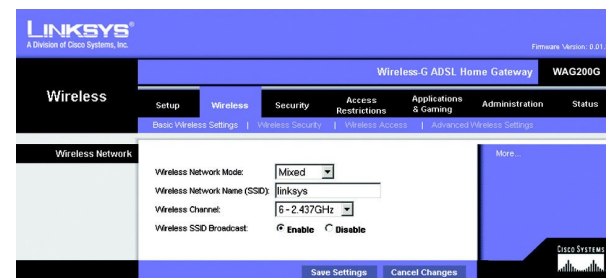 LINKSYS®
A Division of Cisco Systems, Inc.
Firmware Version: 0.01.
Wireless-G ADSL Home Gateway WAG200G
Wireless
Setup Wireless Security Access Restrictions Applications & Gaming Administration Status
Basic Wireless Settings | Wireless Security | Wireless Access | Advanced Wireless Settings
Wireless Network
More...
Wireless Network Mode: Mixed
Wireless Network Name (SSID): linksys
Wireless Channel: 6 - 2.437GHz
Wireless SSID Broadcast: Enable Disable
Save Settings Cancel Changes
CISCO SYSTEMS